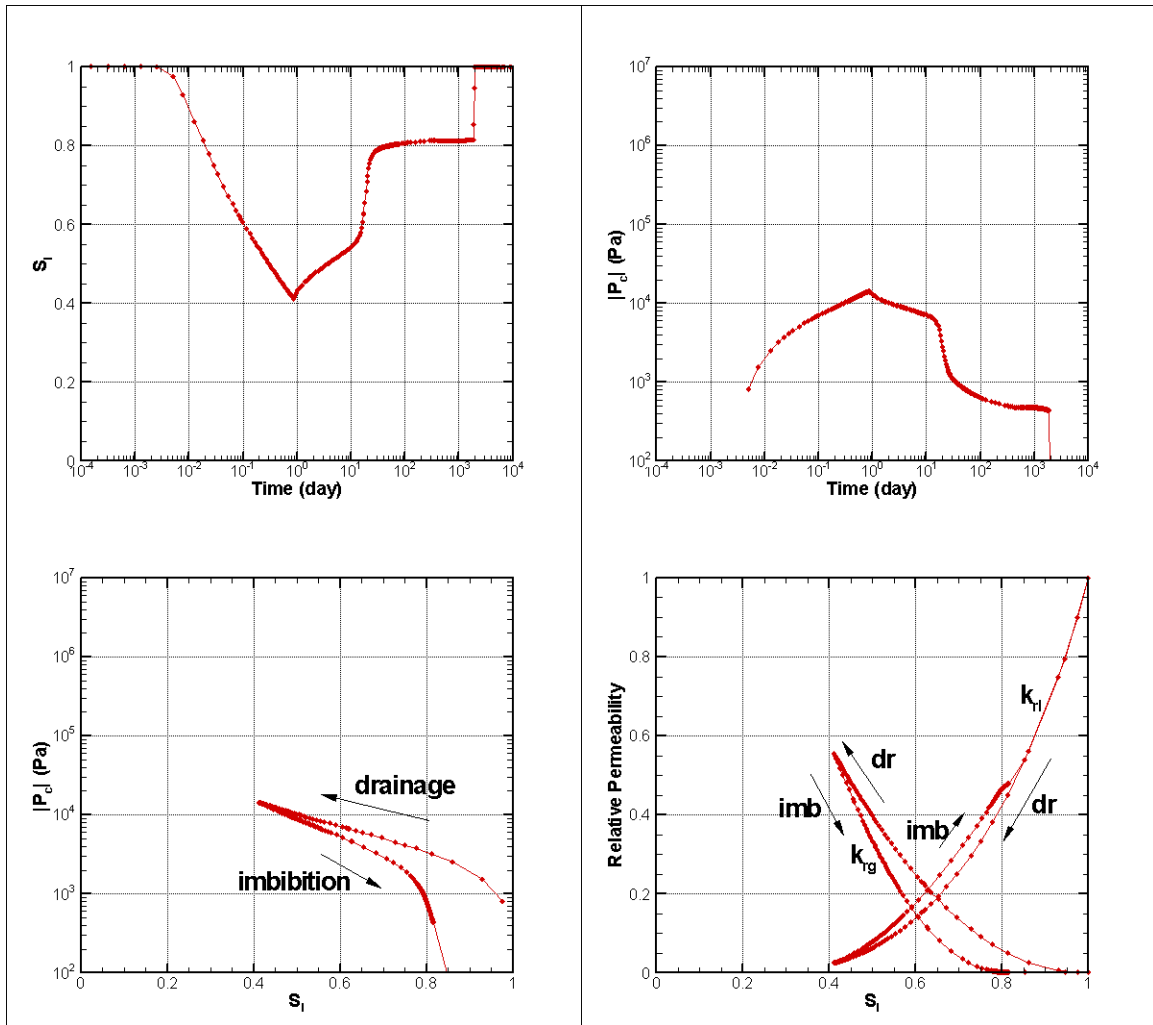 1
0.8
0.6
0.4
0.2
0
S_l
10^-4 10^-3 10^-2 10^-1 10^0 10^1 10^2 10^3 10^4
Time (day)
10^7
10^6
10^5
10^4
10^3
10^2
|P_c| (Pa)
10^-4 10^-3 10^-2 10^-1 10^0 10^1 10^2 10^3 10^4
Time (day)
10^7
10^6
10^5
10^4
10^3
10^2
|P_c| (Pa)
drainage
imbibition
0 0.2 0.4 0.6 0.8 1
S_l
1
0.8
0.6
0.4
0.2
0
Relative Permeability
k_rl
dr
dr
imb
imb
k_rg
0 0.2 0.4 0.6 0.8 1
S_l